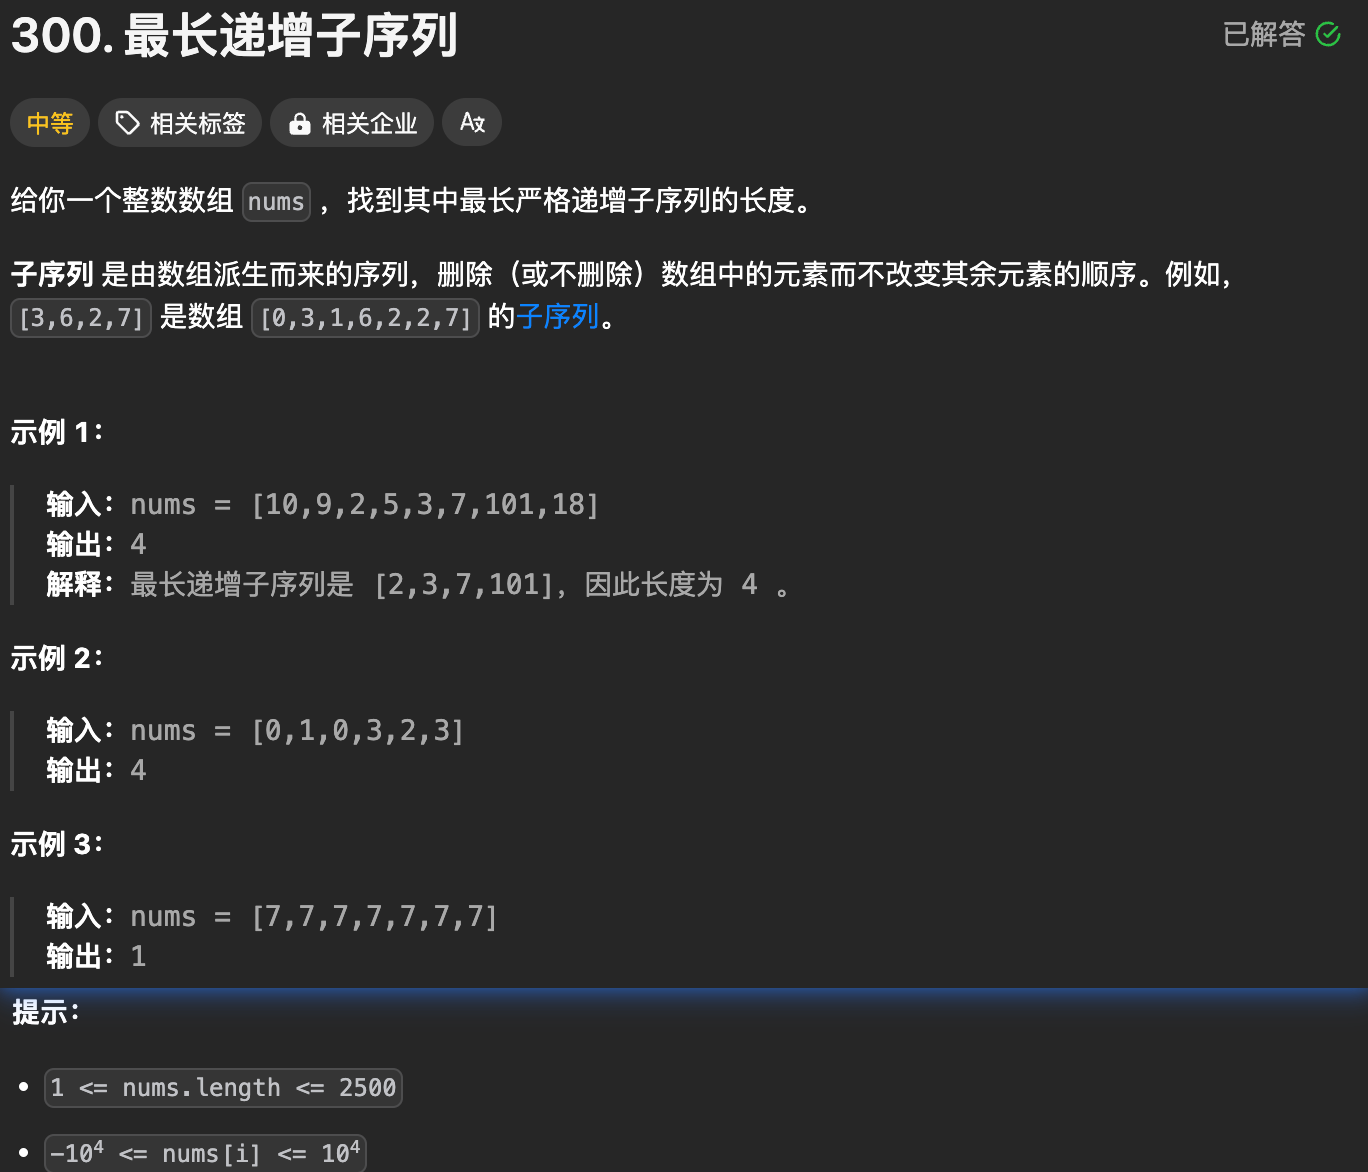 300. 最长递增子序列
已解答
中等 相关标签 相关企业 A文
给你一个整数数组 nums ，找到其中最长严格递增子序列的长度。
子序列 是由数组派生而来的序列，删除（或不删除）数组中的元素而不改变其余元素的顺序。例如，
[3,6,2,7] 是数组 [0,3,1,6,2,2,7] 的子序列。
示例 1：
输入：nums = [10,9,2,5,3,7,101,18]
输出：4
解释：最长递增子序列是 [2,3,7,101]，因此长度为 4 。
示例 2：
输入：nums = [0,1,0,3,2,3]
输出：4
示例 3：
输入：nums = [7,7,7,7,7,7,7]
输出：1
提示：
• 1 <= nums.length <= 2500
• -10⁴ <= nums[i] <= 10⁴